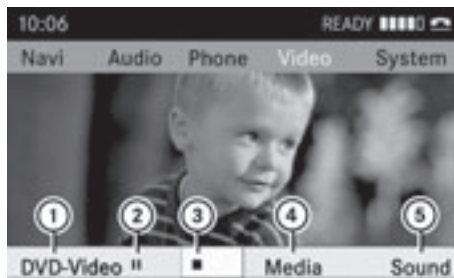 10:06 READY
Navi Audio Phone Video System
1 2 3 4 5
DVD-Video Media Sound